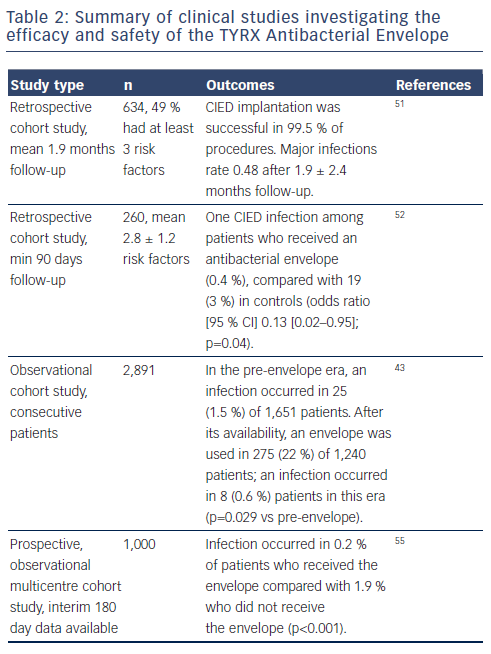 Table 2: Summary of clinical studies investigating the
efficacy and safety of the TYRX Antibacterial Envelope
Study type n Outcomes References
Retrospective 634, 49 % CIED implantation was 51
cohort study, had at least successful in 99.5 % of
mean 1.9 months 3 risk procedures. Major infections
follow-up factors rate 0.48 after 1.9 ± 2.4
months follow-up.
Retrospective 260, mean One CIED infection among 52
cohort study, 2.8 ± 1.2 patients who received an
min 90 days risk factors antibacterial envelope
follow-up (0.4 %), compared with 19
(3 %) in controls (odds ratio
[95 % CI] 0.13 [0.02–0.95];
p=0.04).
Observational 2,891 In the pre-envelope era, an 43
cohort study, infection occurred in 25
consecutive (1.5 %) of 1,651 patients. After
patients its availability, an envelope was
used in 275 (22 %) of 1,240
patients; an infection occurred
in 8 (0.6 %) patients in this era
(p=0.029 vs pre-envelope).
Prospective, 1,000 Infection occurred in 0.2 % 55
observational of patients who received the
multicentre cohort envelope compared with 1.9 %
study, interim 180 who did not receive
day data available the envelope (p<0.001).